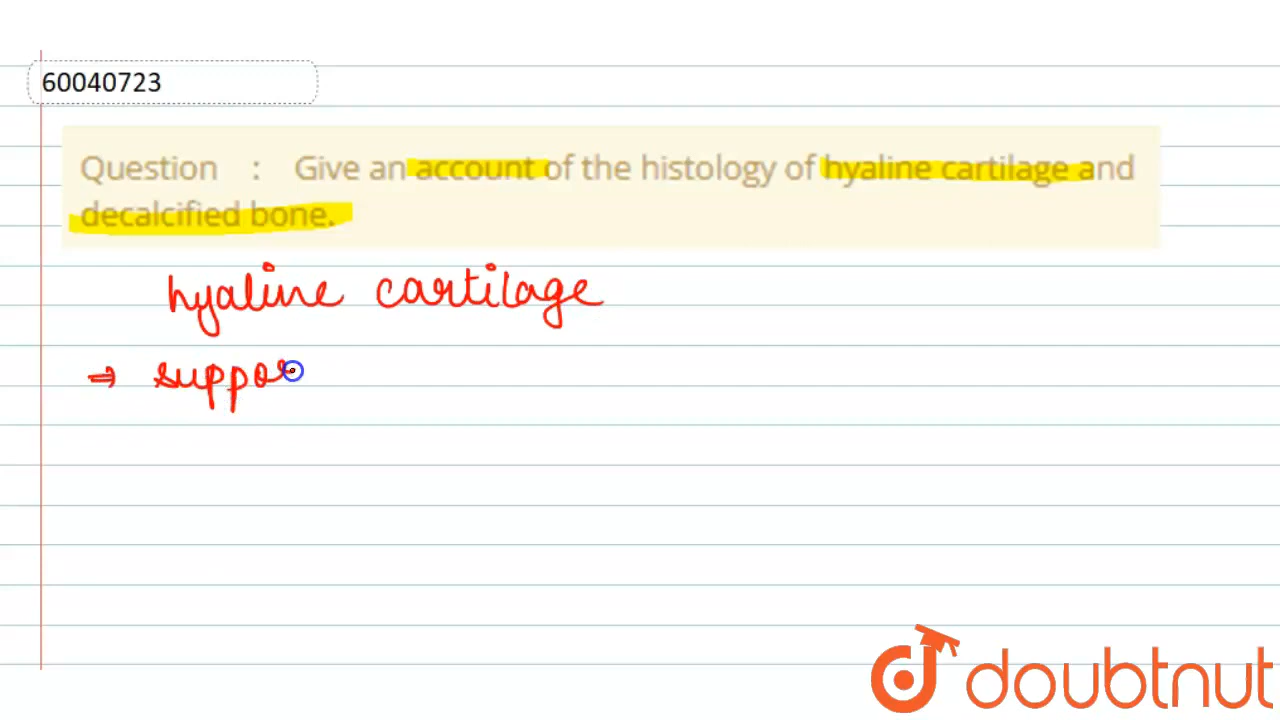 60040723
Question : Give an account of the histology of hyaline cartilage and
decalcified bone.
hyaline cartilage
⇒ suppor
doubtnut